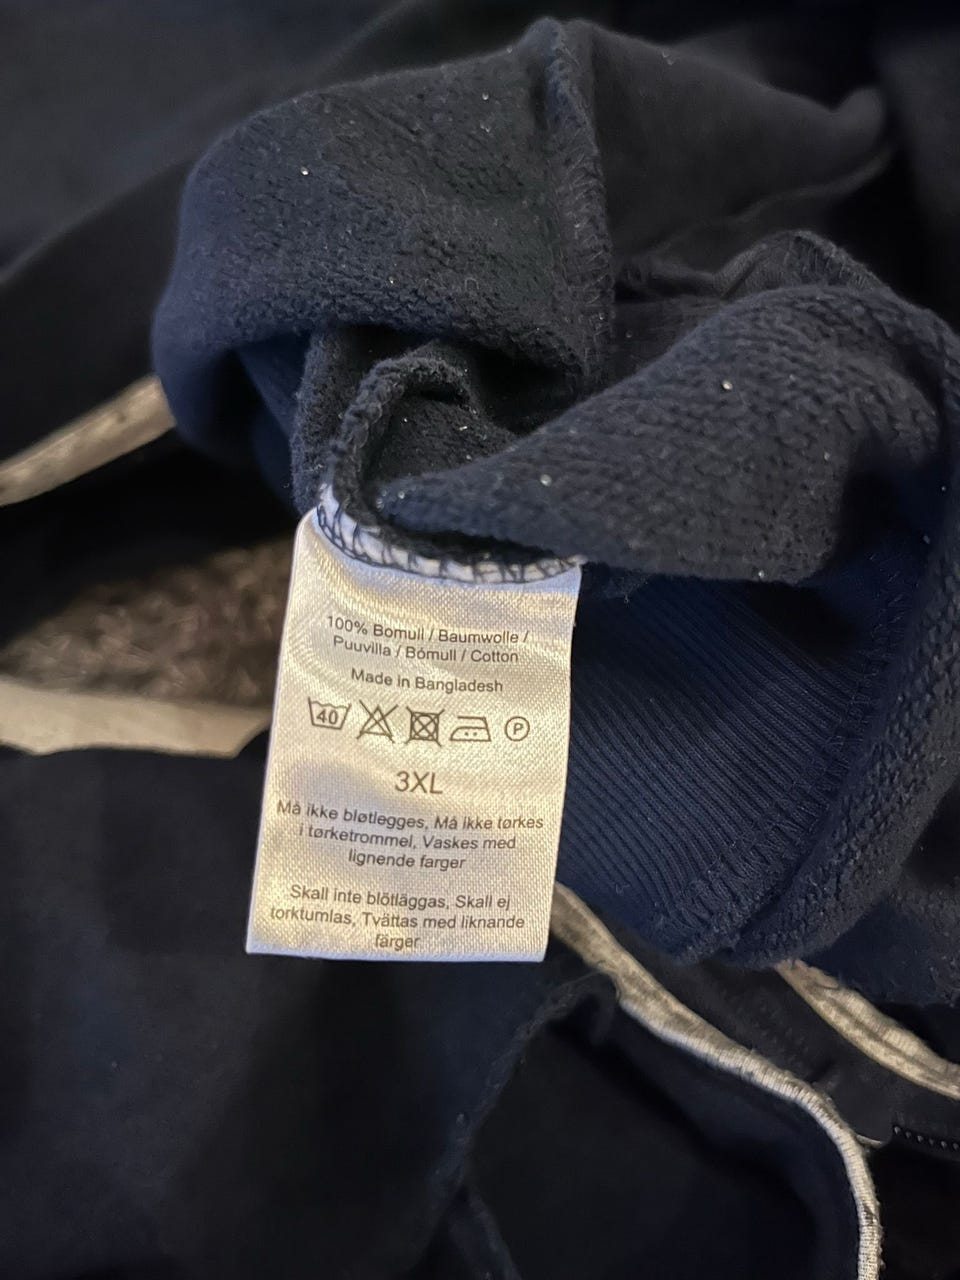 100% Bomull / Baumwolle /
Puuvilla / Bómull / Cotton
Made in Bangladesh
40 P
3XL
Må ikke bløtlegges, Må ikke tørkes
i tørketrommel, Vaskes med
lignende farger
Skall inte blötläggas, Skall ej
torktumlas, Tvättas med liknande
färger